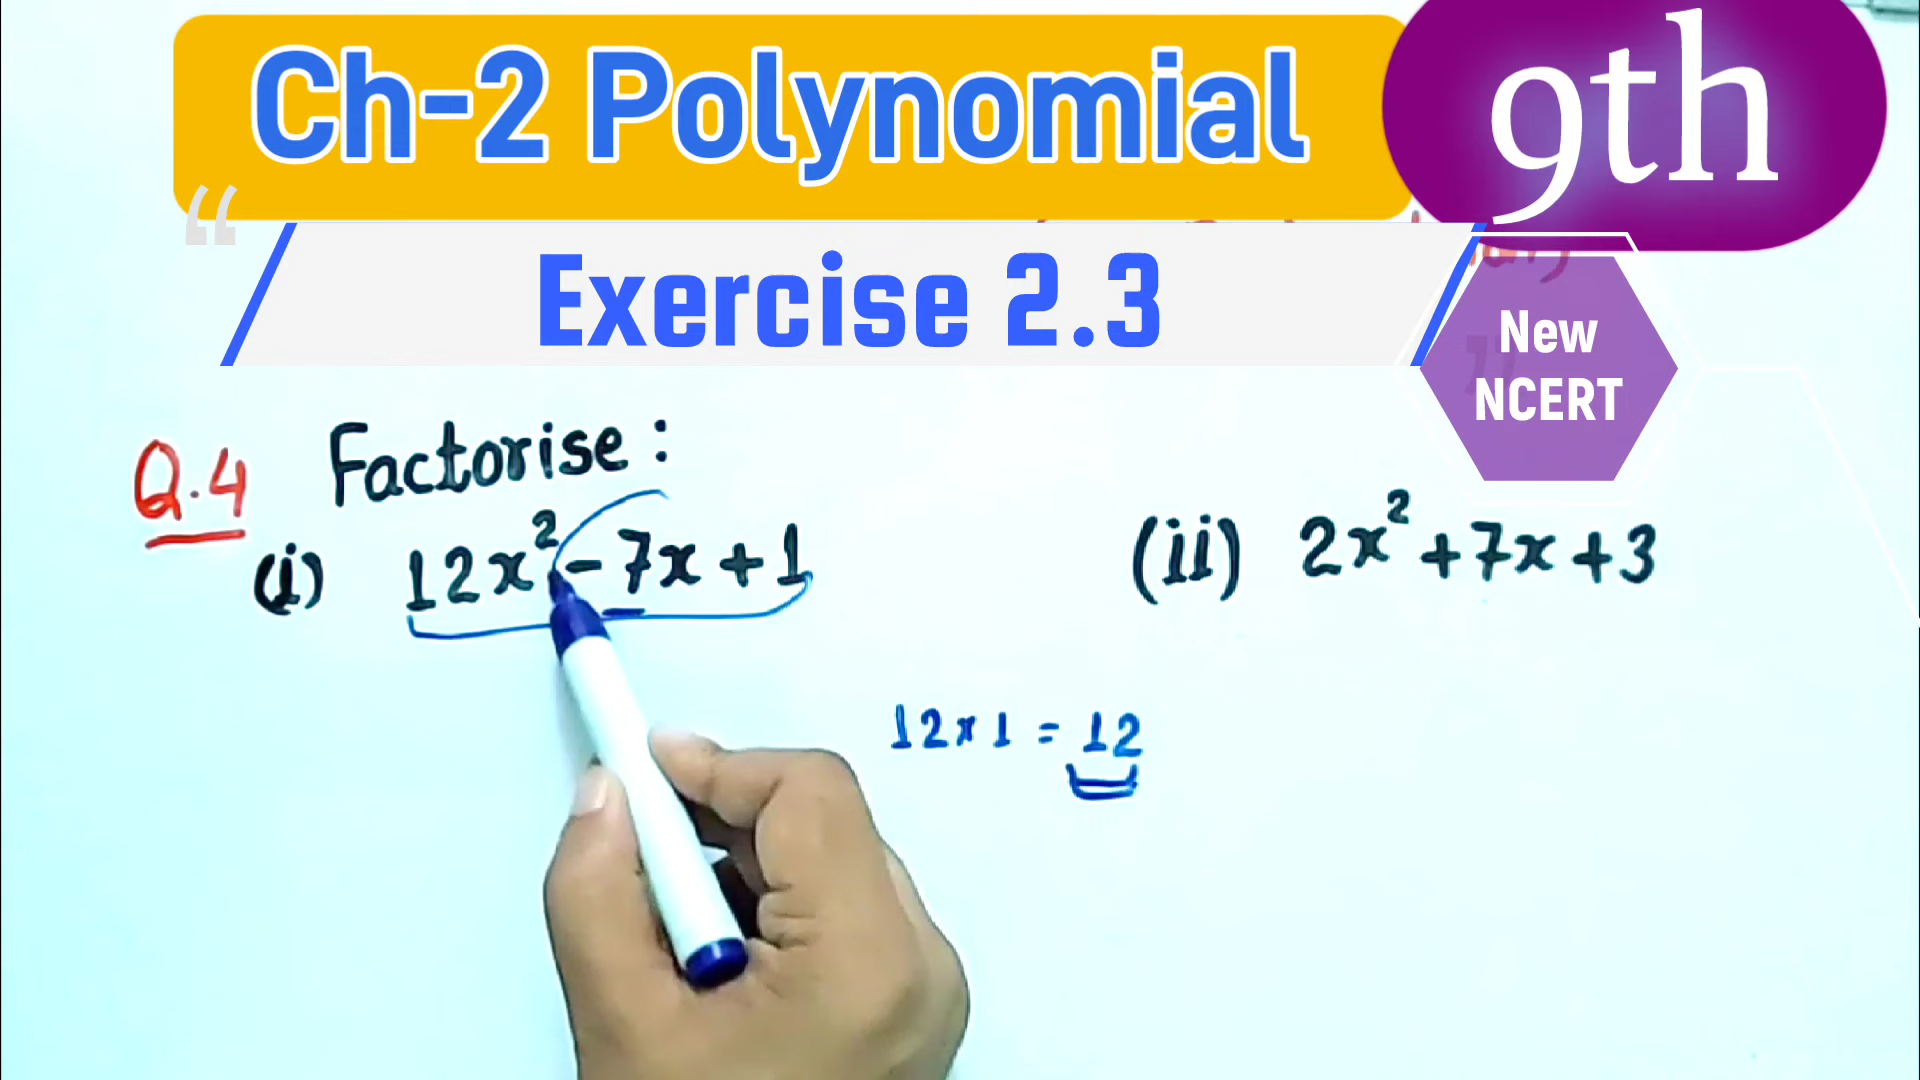 Ch-2 Polynomial
9th
“
Exercise 2.3
New
NCERT
Q.4 Factorise :
(i) 12x² - 7x + 1
(ii) 2x² + 7x + 3
12 x 1 = 12